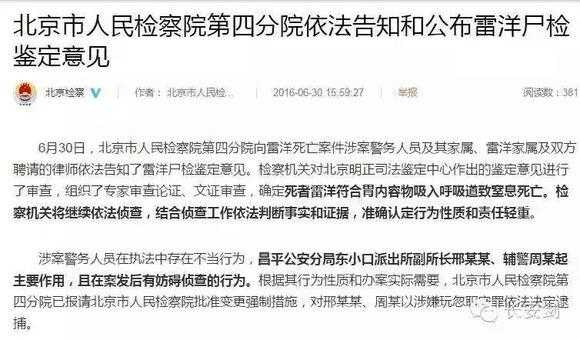 北京市人民检察院第四分院依法告知和公布雷洋尸检
鉴定意见
北京检察 作者： 北京市人民检... 2016-06-30 15:59:27 举报 阅读数：381
6月30日，北京市人民检察院第四分院向雷洋死亡案件涉案警务人员及其家属、雷洋家属及双方
聘请的律师依法告知了雷洋尸检鉴定意见。检察机关对北京明正司法鉴定中心作出的鉴定意见进行
了审查，组织了专家审查论证、文证审查，确定死者雷洋符合胃内容物吸入呼吸道致窒息死亡。检
察机关将继续依法侦查，结合侦查工作依法判断事实和证据，准确认定行为性质和责任轻重。
涉案警务人员在执法中存在不当行为，昌平公安分局东小口派出所副所长邢某某、辅警周某起
主要作用，且在案发后有妨碍侦查的行为。根据其行为性质和办案实际需要，北京市人民检察院第
四分院已报请北京市人民检察院批准变更强制措施，对邢某某、周某以涉嫌玩忽职守罪依法决定逮
捕。
长安剑